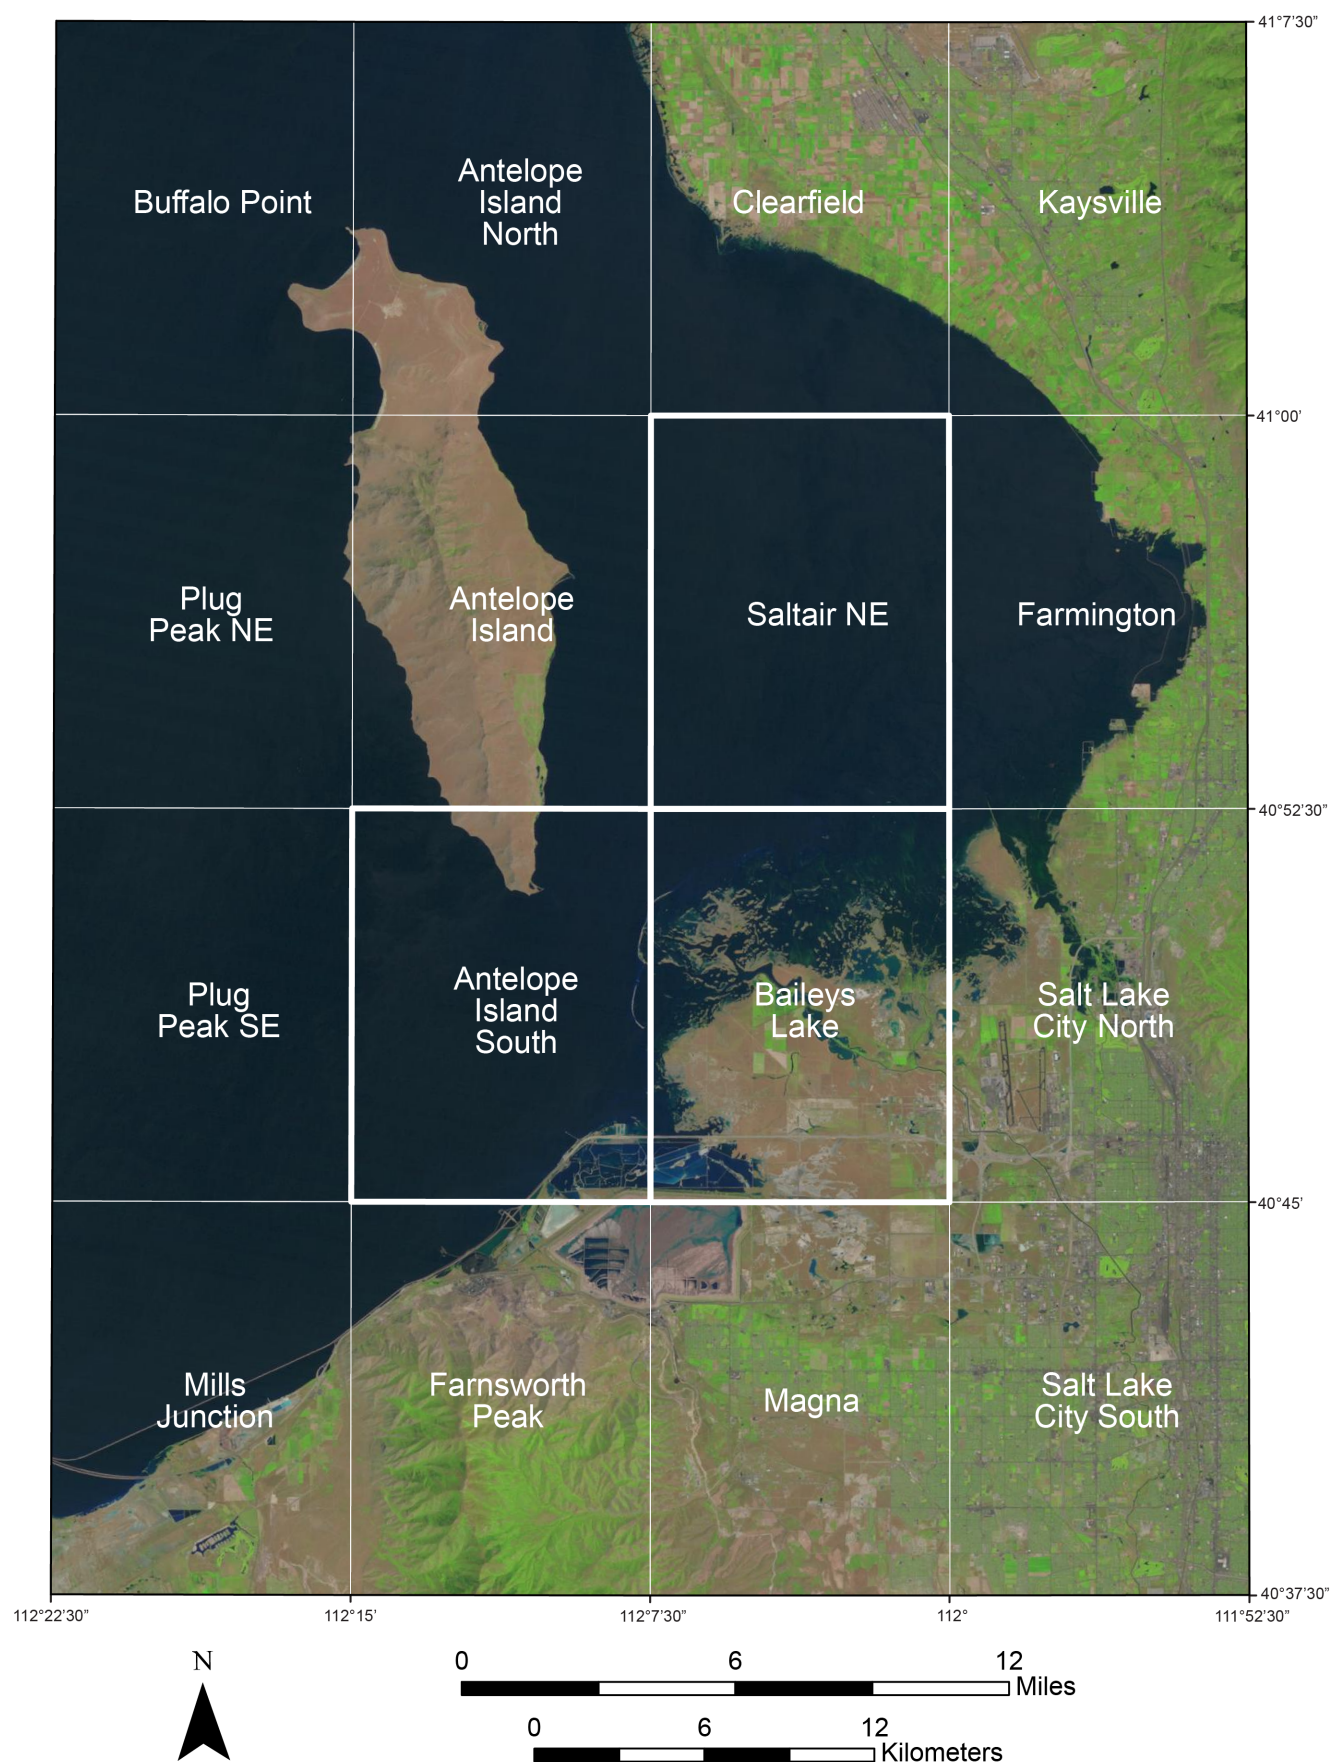 41°7'30"
Buffalo Point
Antelope
Island
North
Clearfield
Kaysville
41°00'
Plug
Peak NE
Antelope
Island
Saltair NE
Farmington
40°52'30"
Plug
Peak SE
Antelope
Island
South
Baileys
Lake
Salt Lake
City North
40°45'
Mills
Junction
Farnsworth
Peak
Magna
Salt Lake
City South
40°37'30"
112°22'30" 112°15' 112°7'30" 112° 111°52'30"
N
0 6 12
Miles
0 6 12
Kilometers